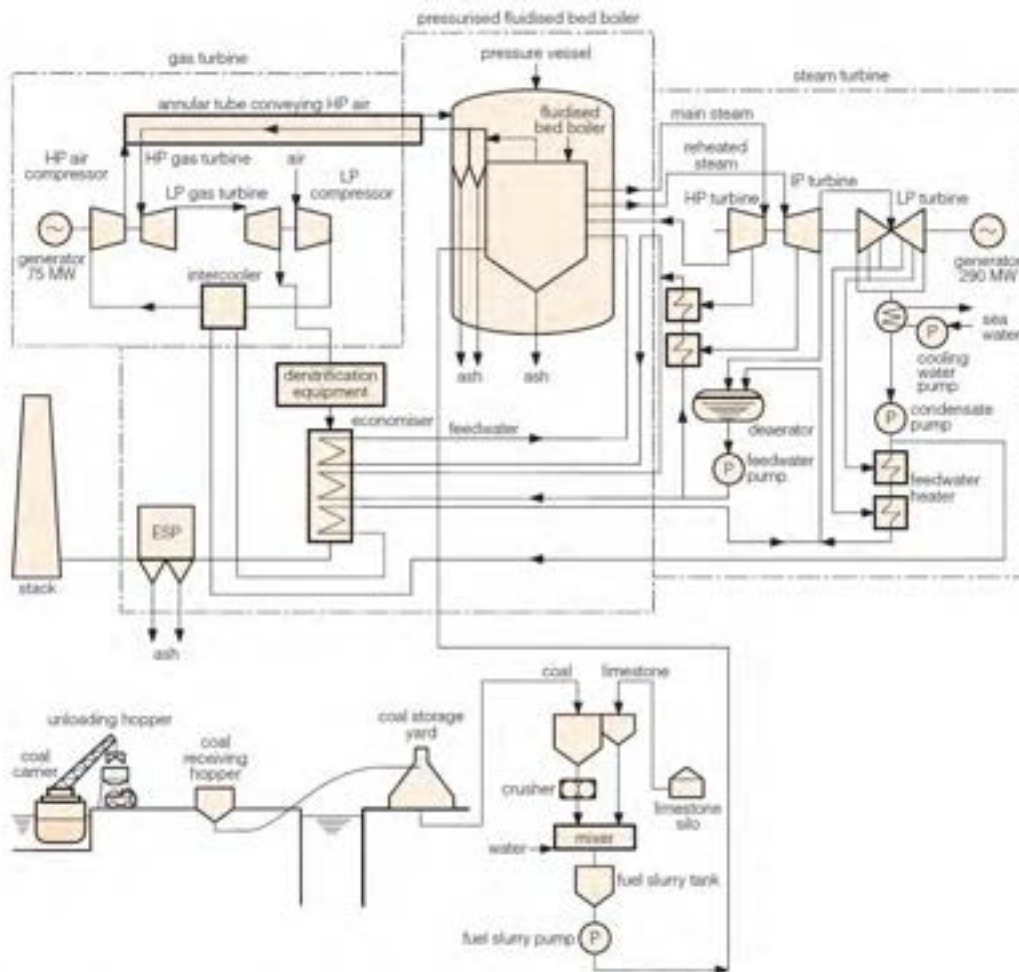 pressurised fluidised bed boiler
gas turbine
pressure vessel
steam turbine
annular tube conveying HP air
fluidised
bed boiler
main steam
reheated
steam
HP air
compressor
HP gas turbine
air
LP
compressor
LP gas turbine
IP turbine
HP turbine
LP turbine
generator
75 MW
intercooler
generator
290 MW
sea
water
P
cooling
water
pump
ash
ash
denitrification
equipment
economiser
feedwater
deaerator
P
condensate
pump
P
feedwater
pump
feedwater
heater
ESP
stack
ash
coal
limestone
unloading hopper
coal
carrier
coal
receiving
hopper
coal storage
yard
crusher
limestone
silo
mixer
water
fuel slurry tank
fuel slurry pump
P